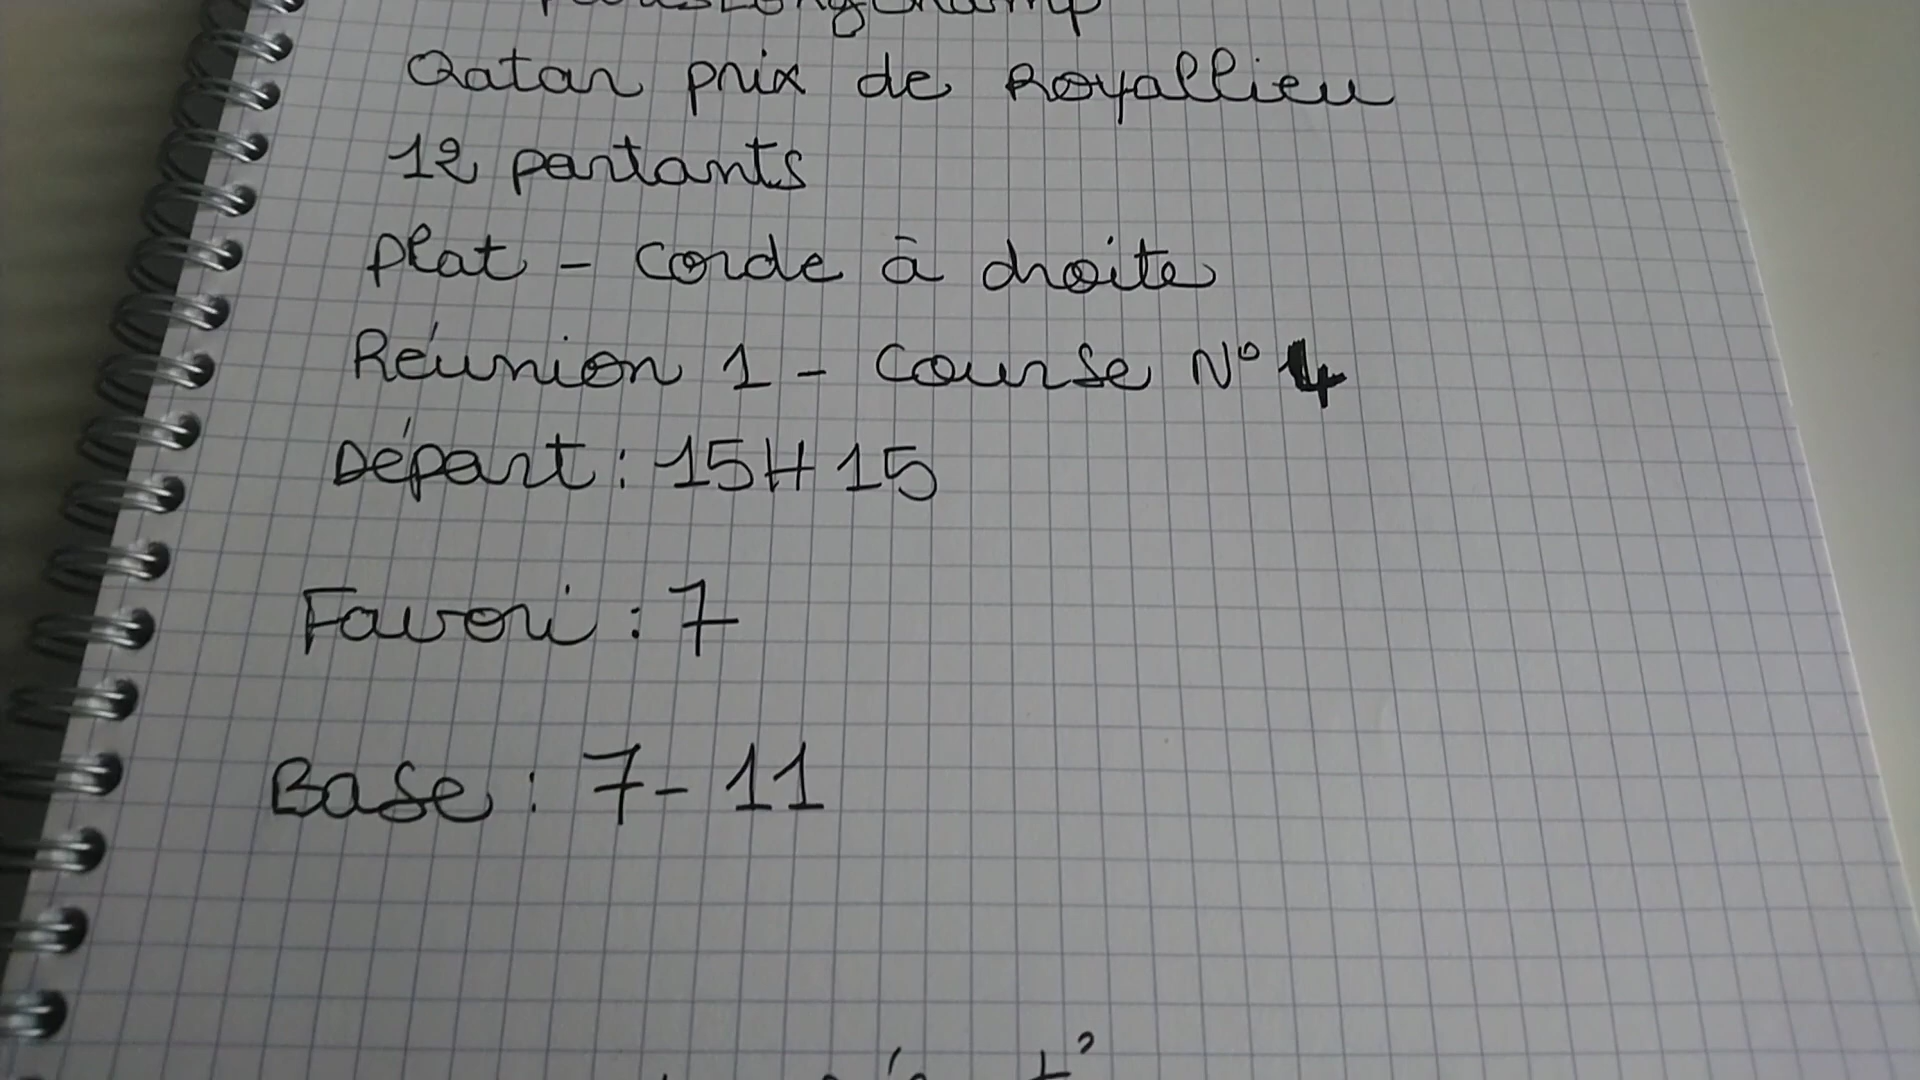 ParisLongchamp
Qatar prix de Royallieu
12 partants
plat - corde à droite
Réunion 1 - course N° 4
Départ : 15H15
Favori : 7
Base : 7 - 11